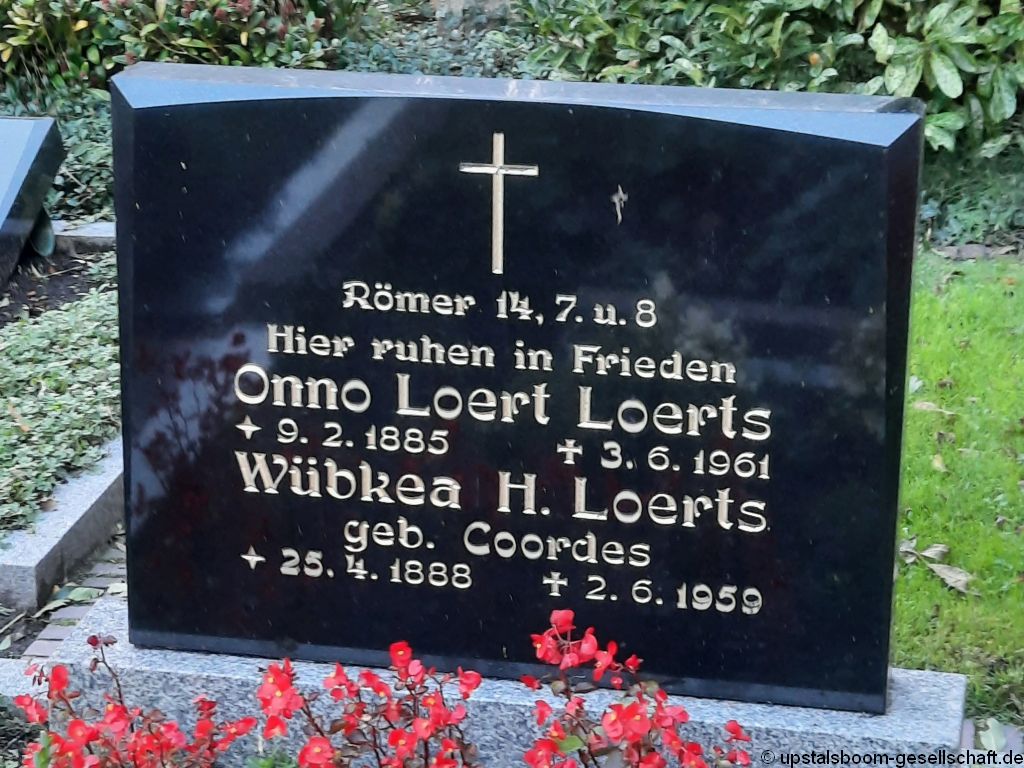 Römer 14, 7. u. 8
Hier ruhen in Frieden
Onno Loert Loerts
✦ 9. 2. 1885 ✝ 3. 6. 1961
Wübkea H. Loerts
geb. Coordes
✦ 25. 4. 1888 ✝ 2. 6. 1959
© upstalsboom-gesellschaft.de